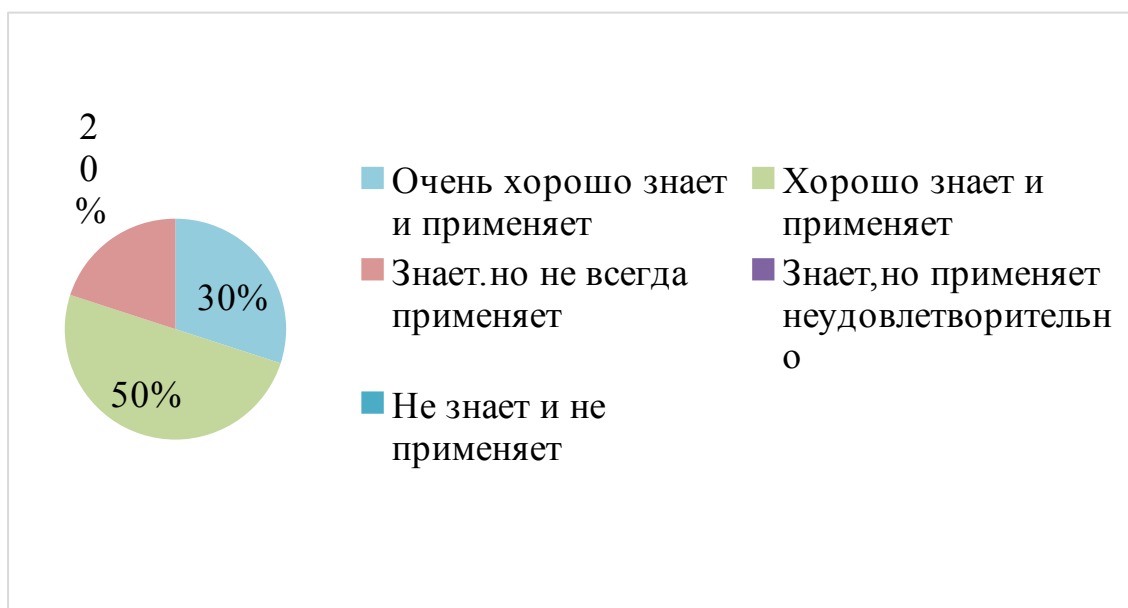 2
0
%
30%
50%
Очень хорошо знает
и применяет
Хорошо знает и
применяет
Знает.но не всегда
применяет
Знает,но применяет
неудовлетворительн
о
Не знает и не
применяет